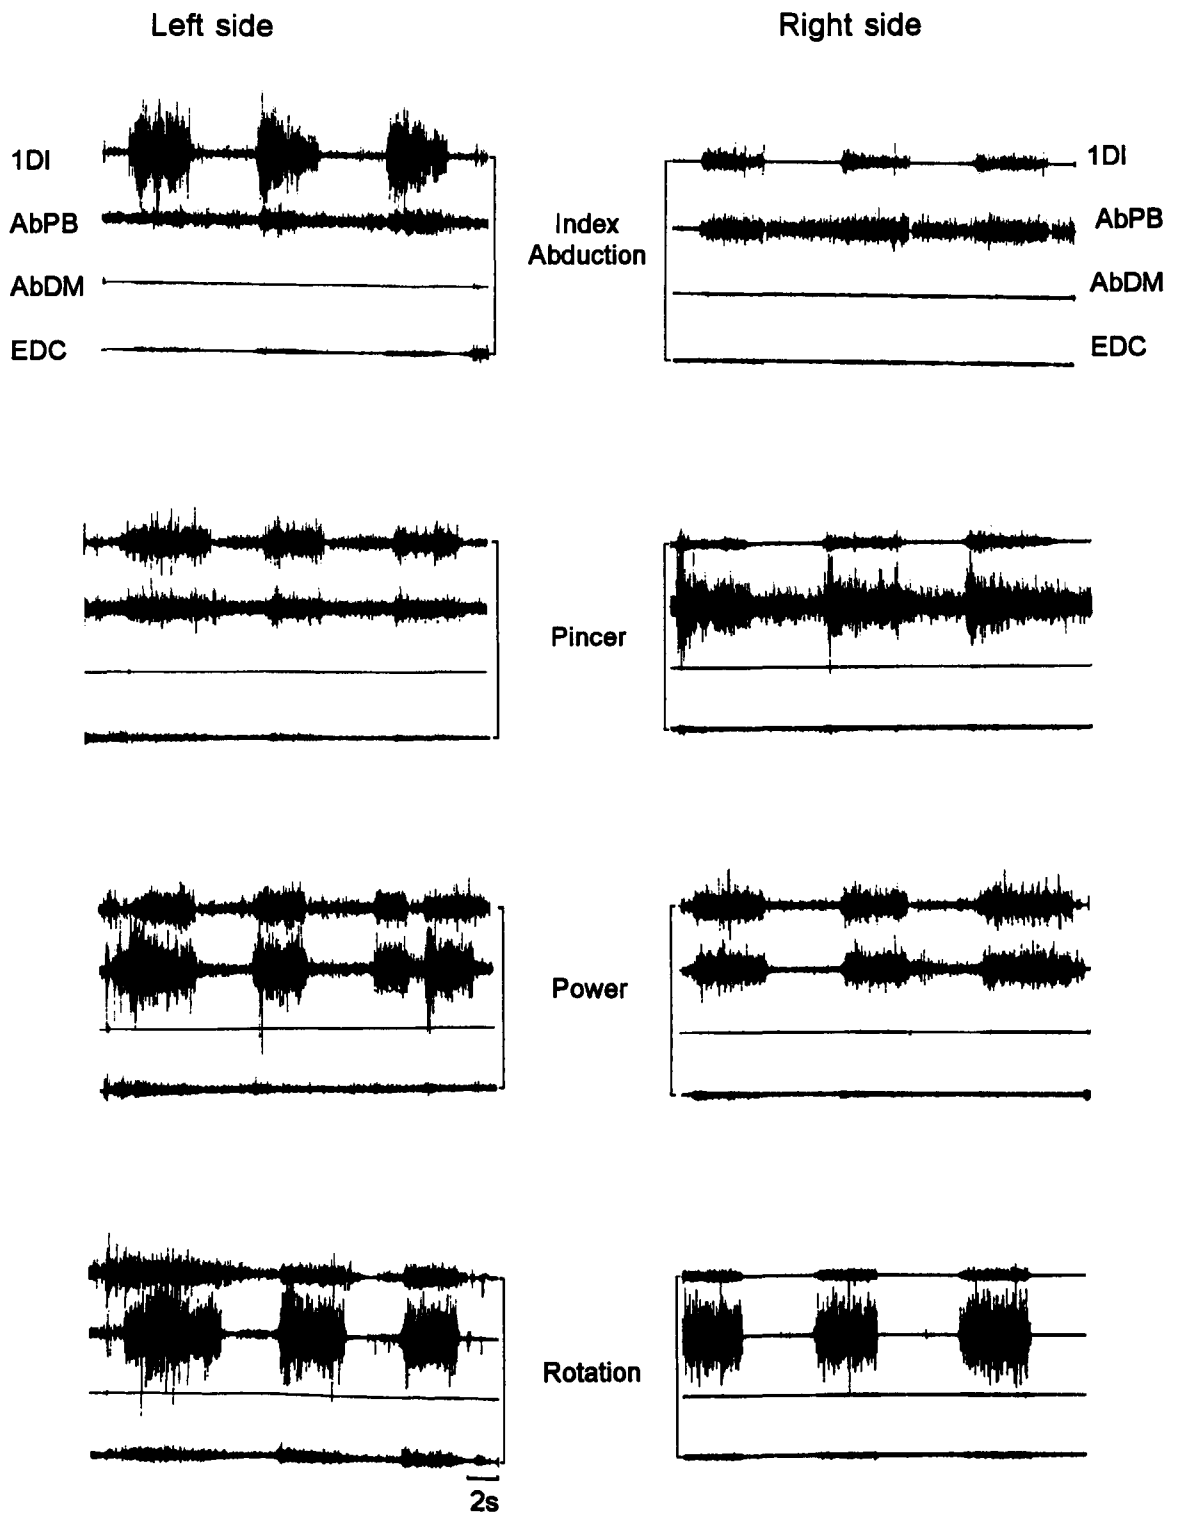 Left side
Right side
1DI
AbPB
AbDM
EDC
Index
Abduction
1DI
AbPB
AbDM
EDC
Pincer
Power
Rotation
2s